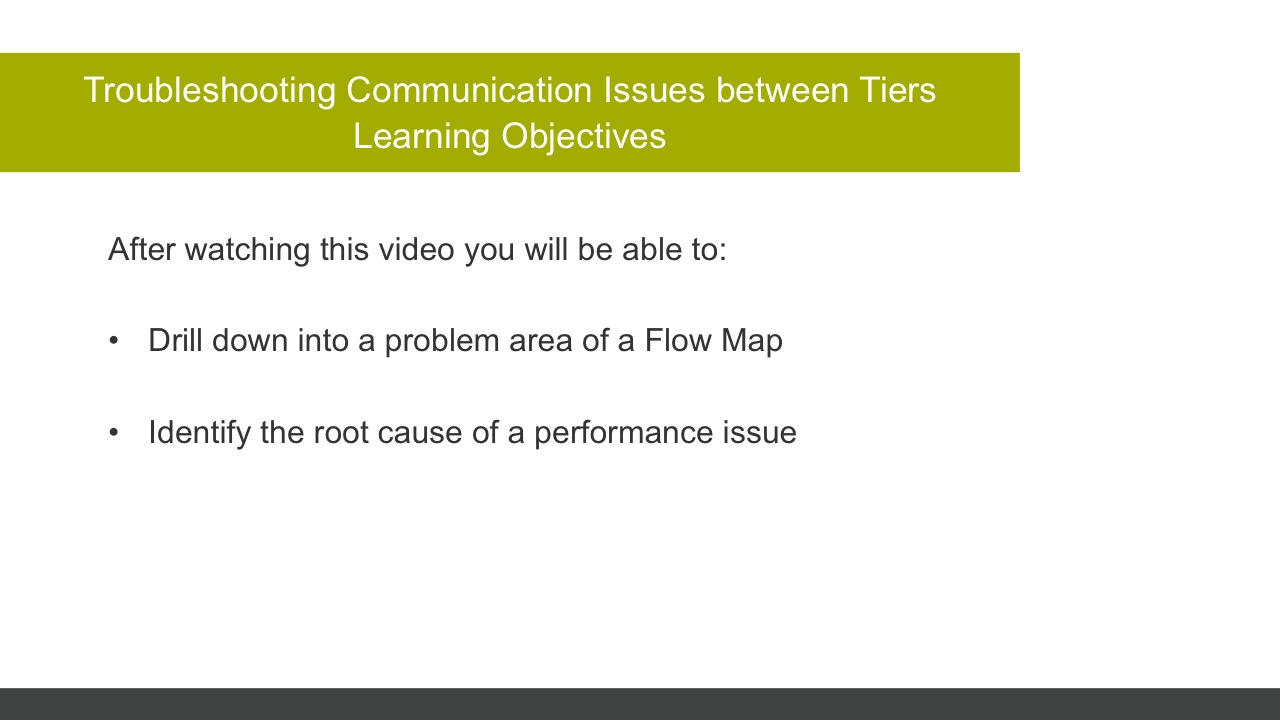 Troubleshooting Communication Issues between Tiers
Learning Objectives
After watching this video you will be able to:
• Drill down into a problem area of a Flow Map
• Identify the root cause of a performance issue